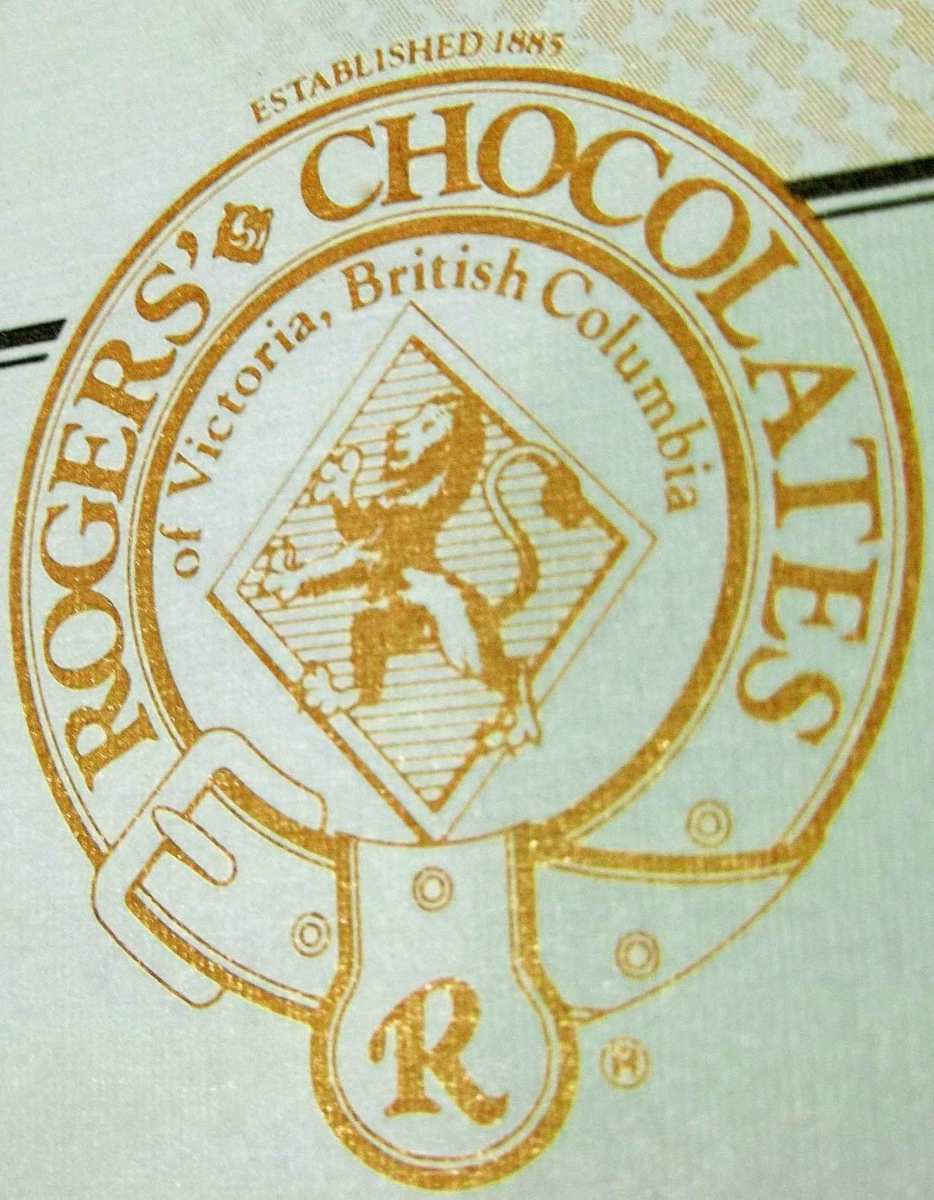 ESTABLISHED 1885
ROGERS' CHOCOLATES
of Victoria, British Columbia
R
®